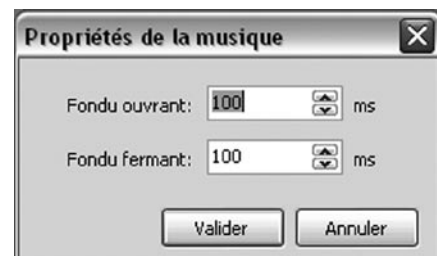 Propriétés de la musique
Fondu ouvrant: 100 ms
Fondu fermant: 100 ms
Valider Annuler